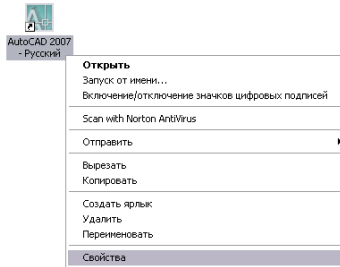 AutoCAD 2007
- Русский
Открыть
Запуск от имени...
Включение/отключение значков цифровых подписей
Scan with Norton AntiVirus
Отправить
Вырезать
Копировать
Создать ярлык
Удалить
Переименовать
Свойства